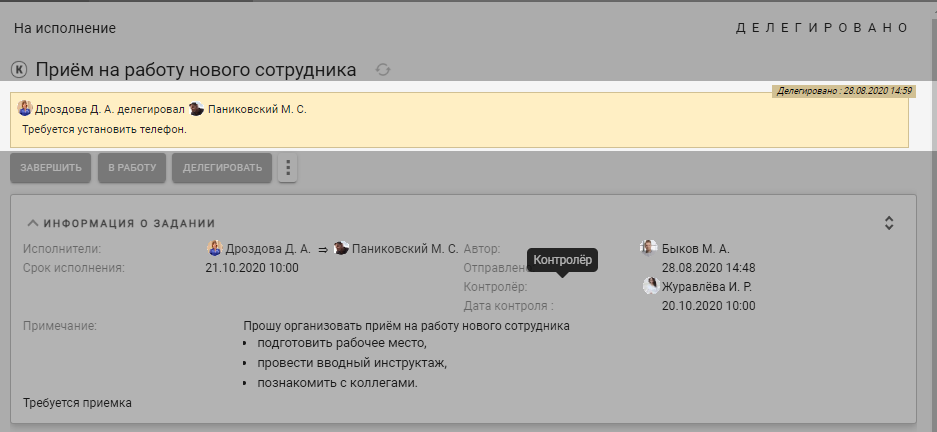 На исполнение
ДЕЛЕГИРОВАНО
К Приём на работу нового сотрудника
Делегировано : 28.08.2020 14:59
Дроздова Д. А. делегировал Паниковский М. С.
Требуется установить телефон.
ЗАВЕРШИТЬ В РАБОТУ ДЕЛЕГИРОВАТЬ
ИНФОРМАЦИЯ О ЗАДАНИИ
Исполнители: Дроздова Д. А. ⇒ Паниковский М. С. Автор: Быков М. А.
Контролёр
Срок исполнения: 21.10.2020 10:00 Отправлено 28.08.2020 14:48
Контролёр: Журавлёва И. Р.
Дата контроля : 20.10.2020 10:00
Примечание: Прошу организовать приём на работу нового сотрудника
• подготовить рабочее место,
• провести вводный инструктаж,
• познакомить с коллегами.
Требуется приемка